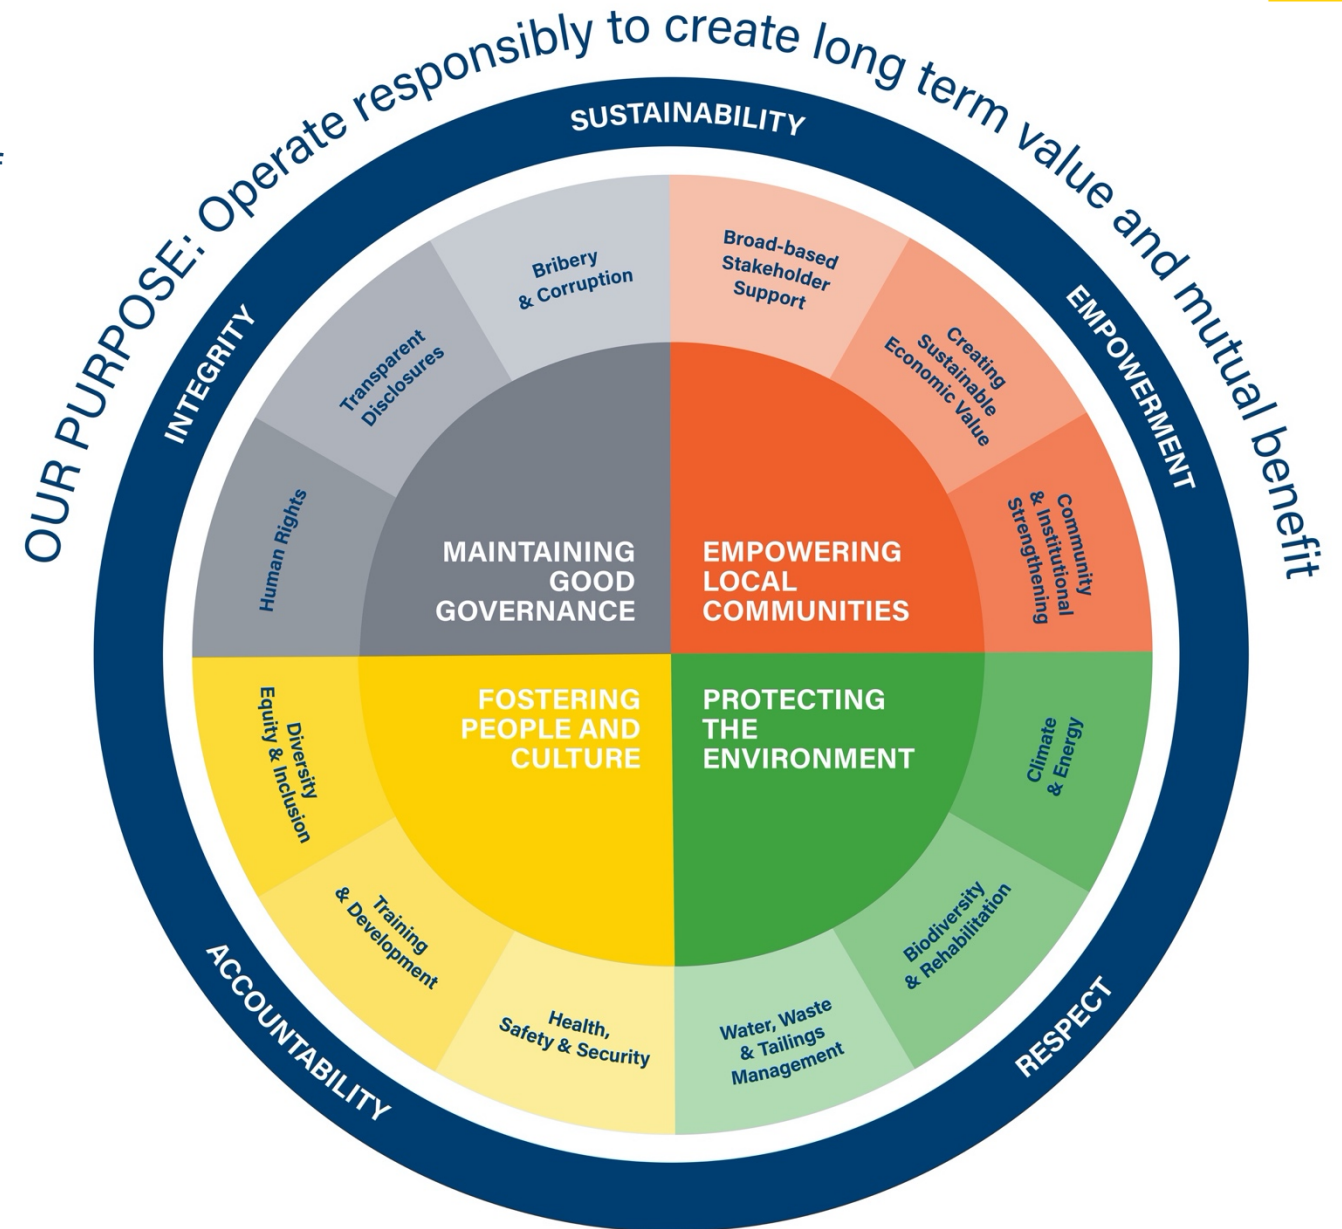 OUR PURPOSE: Operate responsibly to create long term value and mutual benefit
SUSTAINABILITY
EMPOWERMENT
RESPECT
ACCOUNTABILITY
INTEGRITY
Bribery
& Corruption
Transparent
Disclosures
Human Rights
MAINTAINING
GOOD
GOVERNANCE
Broad-based
Stakeholder
Support
Creating
Sustainable
Economic Value
Community
& Institutional
Strengthening
EMPOWERING
LOCAL
COMMUNITIES
Climate
& Energy
Biodiversity
& Rehabilitation
Water, Waste
& Tailings
Management
PROTECTING
THE
ENVIRONMENT
Health,
Safety & Security
Training
& Development
Diversity
Equity & Inclusion
FOSTERING
PEOPLE AND
CULTURE